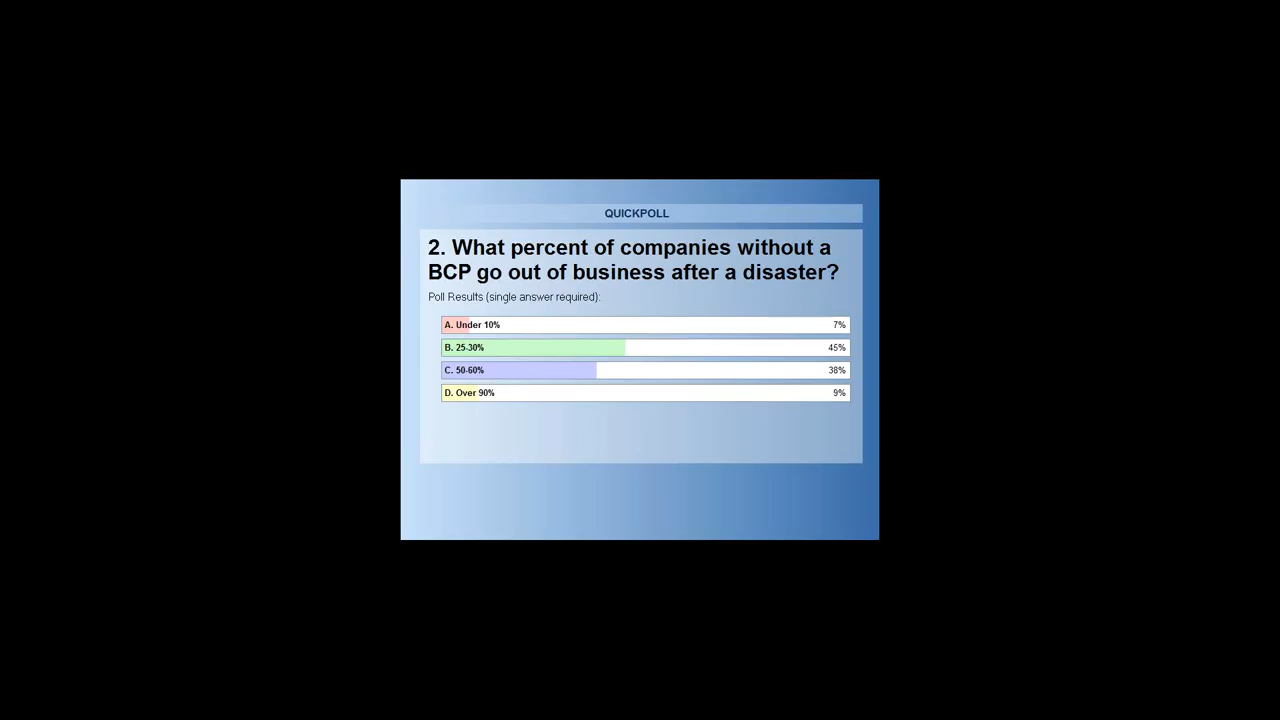 QUICKPOLL
2. What percent of companies without a
BCP go out of business after a disaster?
Poll Results (single answer required):
A. Under 10% 7%
B. 25-30% 45%
C. 50-60% 38%
D. Over 90% 9%